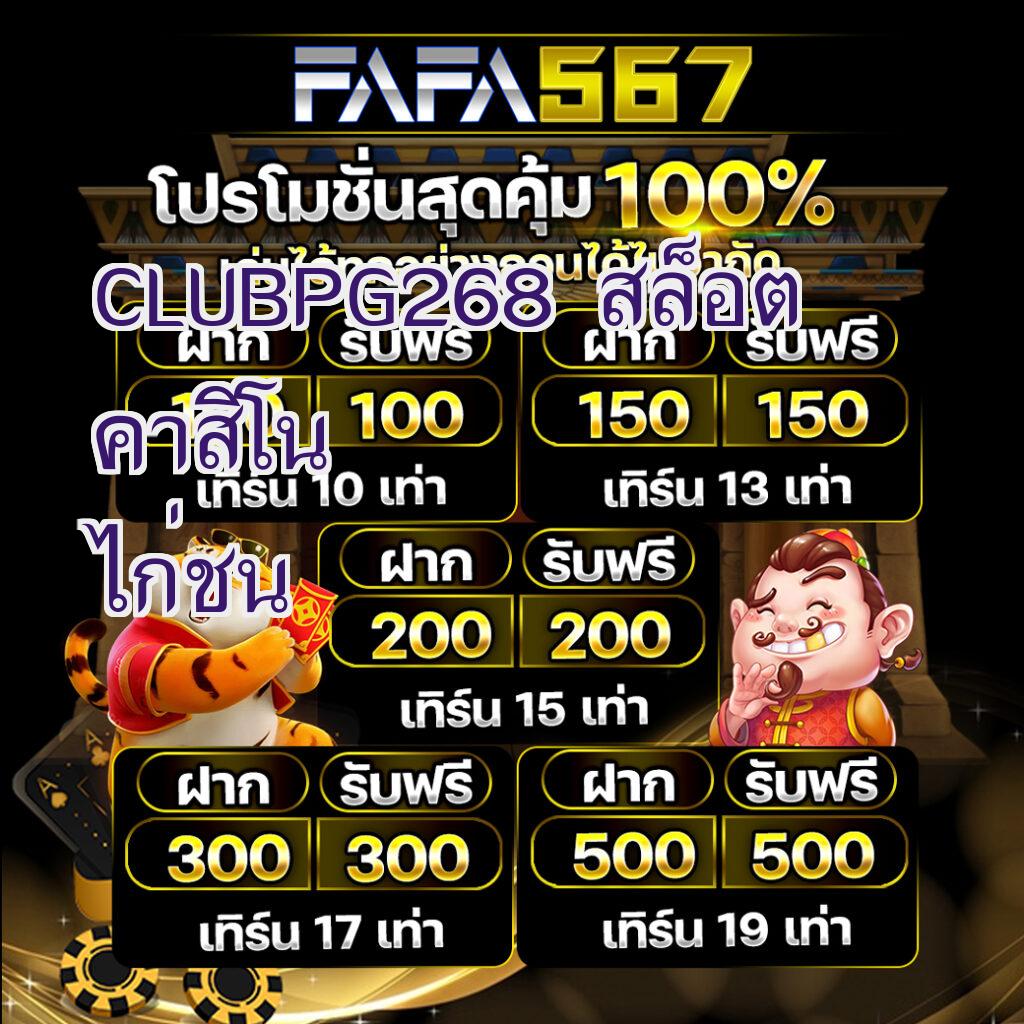 FAFA567
โปรโมชั่นสุดคุ้ม 100%
CLUBPG268 สล็อต
ฝาก รับฟรี ฝาก รับฟรี
100 150 150
คาสิโน
เทิร์น 10 เท่า เทิร์น 13 เท่า
ไก่ชน
ฝาก รับฟรี
200 200
เทิร์น 15 เท่า
ฝาก รับฟรี ฝาก รับฟรี
300 300 500 500
เทิร์น 17 เท่า เทิร์น 19 เท่า